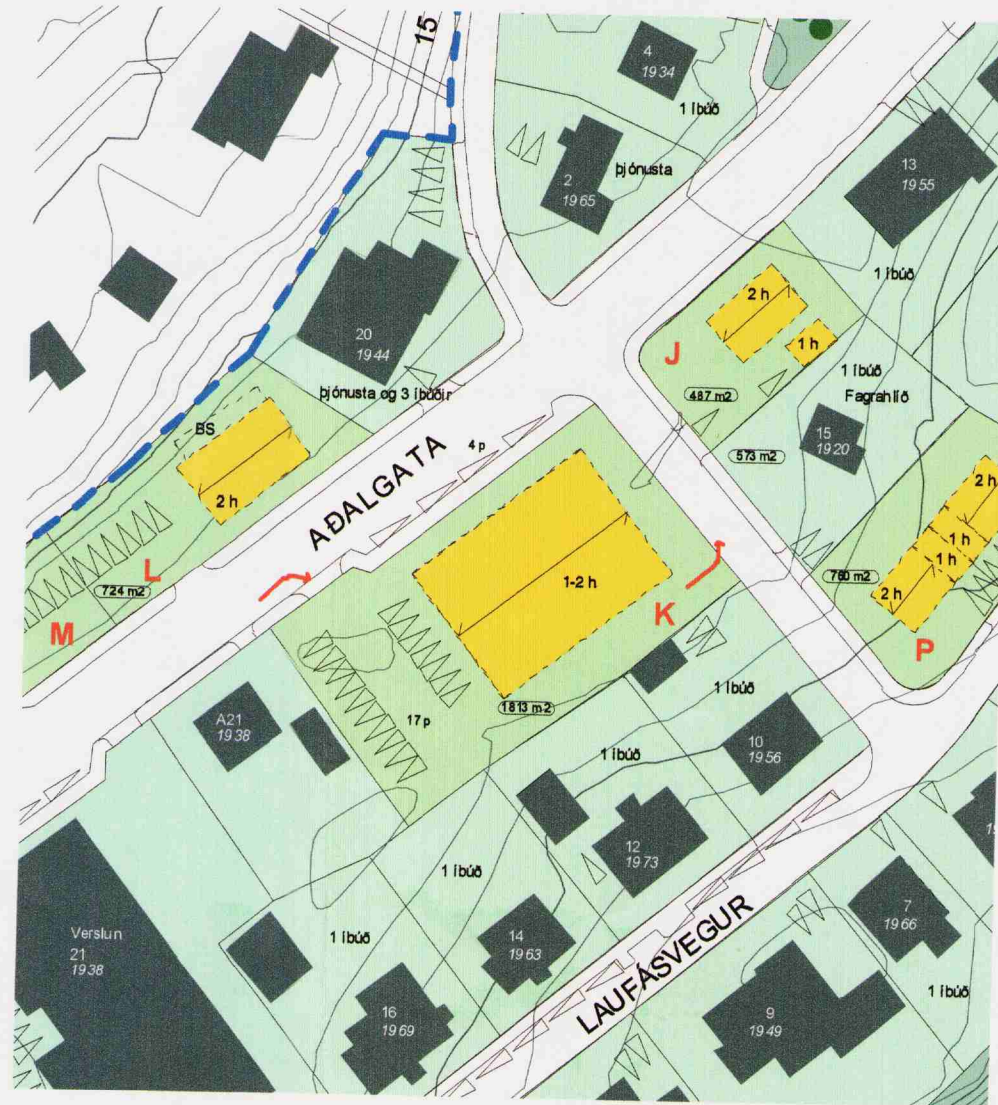 15
4
1934
1 íbúð
2
1965
þjónusta
13
1955
1 íbúð
20
1944
þjónusta og 3 íbúðir
2 h
1 h
J
487 m2
1 íbúð
Fagrahlíð
15
1920
573 m2
BS
2 h
4 p
AÐALGATA
L
724 m2
M
1-2 h
K
2 h
1 h
1 h
2 h
760 m2
P
1813 m2
17 p
A21
1938
1 íbúð
10
1956
1 íbúð
12
1973
1 íbúð
14
1963
1 íbúð
16
1969
Verslun
21
1938
LAUFÁSVEGUR
7
1966
9
1949
1 íbúð